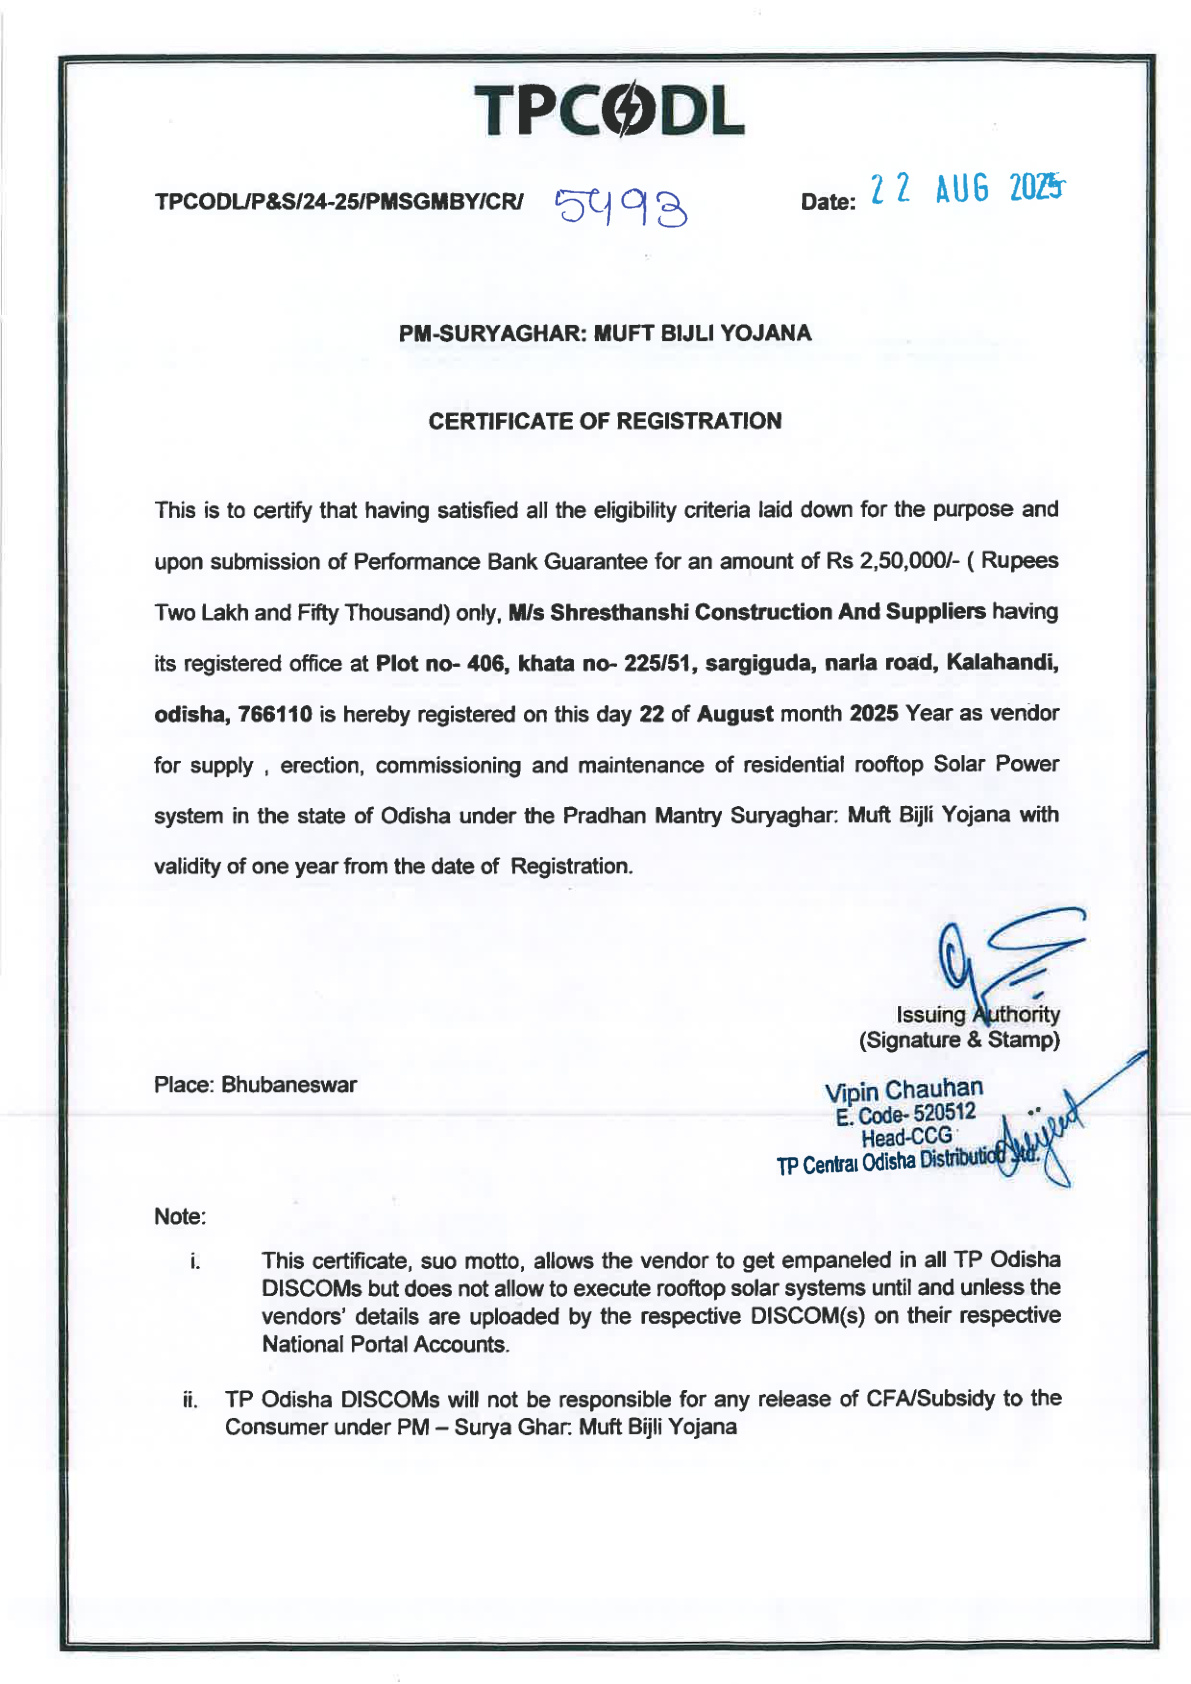 TPCODL
TPCODL/P&S/24-25/PMSGMBY/CR/ 5493 Date: 22 AUG 2025
PM-SURYAGHAR: MUFT BIJLI YOJANA
CERTIFICATE OF REGISTRATION
This is to certify that having satisfied all the eligibility criteria laid down for the purpose and
upon submission of Performance Bank Guarantee for an amount of Rs 2,50,000/- ( Rupees
Two Lakh and Fifty Thousand) only, M/s Shresthanshi Construction And Suppliers having
its registered office at Plot no- 406, khata no- 225/51, sargiguda, narla road, Kalahandi,
odisha, 766110 is hereby registered on this day 22 of August month 2025 Year as vendor
for supply , erection, commissioning and maintenance of residential rooftop Solar Power
system in the state of Odisha under the Pradhan Mantry Suryaghar: Muft Bijli Yojana with
validity of one year from the date of Registration.
Issuing Authority
(Signature & Stamp)
Place: Bhubaneswar
Vipin Chauhan
E. Code- 520512
Head-CCG
TP Central Odisha Distribution Ltd.
Note:
i. This certificate, suo motto, allows the vendor to get empaneled in all TP Odisha
DISCOMs but does not allow to execute rooftop solar systems until and unless the
vendors' details are uploaded by the respective DISCOM(s) on their respective
National Portal Accounts.
ii. TP Odisha DISCOMs will not be responsible for any release of CFA/Subsidy to the
Consumer under PM – Surya Ghar: Muft Bijli Yojana